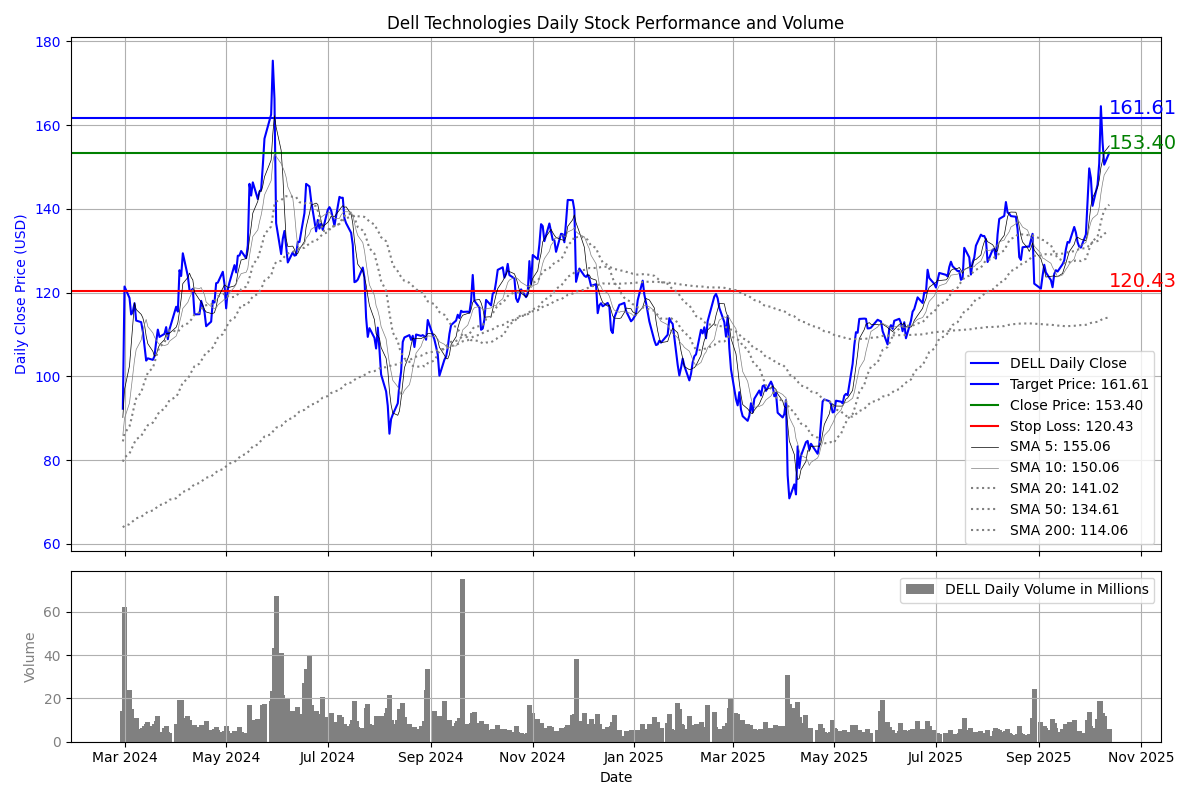 Dell Technologies Daily Stock Performance and Volume
Daily Close Price (USD)
180
160
140
120
100
80
60
161.61
153.40
120.43
DELL Daily Close
Target Price: 161.61
Close Price: 153.40
Stop Loss: 120.43
SMA 5: 155.06
SMA 10: 150.06
SMA 20: 141.02
SMA 50: 134.61
SMA 200: 114.06
Volume
60
40
20
0
DELL Daily Volume in Millions
Mar 2024 May 2024 Jul 2024 Sep 2024 Nov 2024 Jan 2025 Mar 2025 May 2025 Jul 2025 Sep 2025 Nov 2025
Date